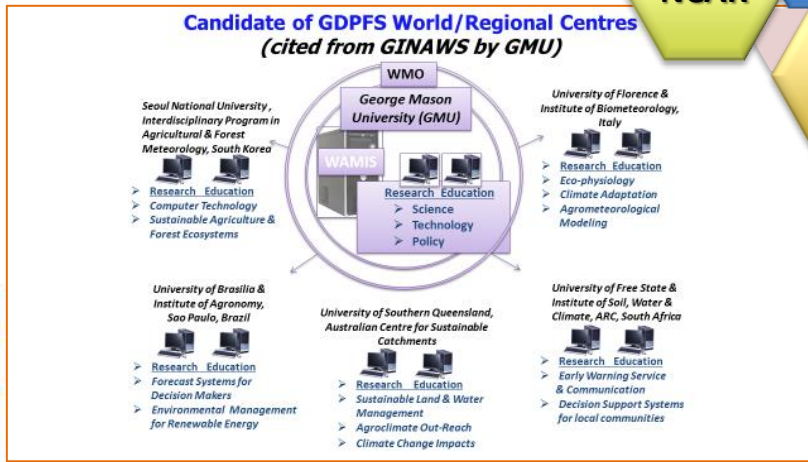 NCAR
Candidate of GDPFS World/Regional Centres
(cited from GINAWS by GMU)
WMO
George Mason
University (GMU)
WAMIS
Research Education
➢ Science
➢ Technology
➢ Policy
Seoul National University ,
Interdisciplinary Program in
Agricultural & Forest
Meteorology, South Korea
➢ Research Education
➢ Computer Technology
➢ Sustainable Agriculture &
Forest Ecosystems
University of Florence &
Institute of Biometeorology,
Italy
➢ Research Education
➢ Eco-physiology
➢ Climate Adaptation
➢ Agrometeorological
Modeling
University of Brasilia &
Institute of Agronomy,
Sao Paulo, Brazil
➢ Research Education
➢ Forecast Systems for
Decision Makers
➢ Environmental Management
for Renewable Energy
University of Southern Queensland,
Australian Centre for Sustainable
Catchments
➢ Research Education
➢ Sustainable Land & Water
Management
➢ Agroclimate Out-Reach
➢ Climate Change Impacts
University of Free State &
Institute of Soil, Water &
Climate, ARC, South Africa
➢ Research Education
➢ Early Warning Service
& Communication
➢ Decision Support Systems
for local communities